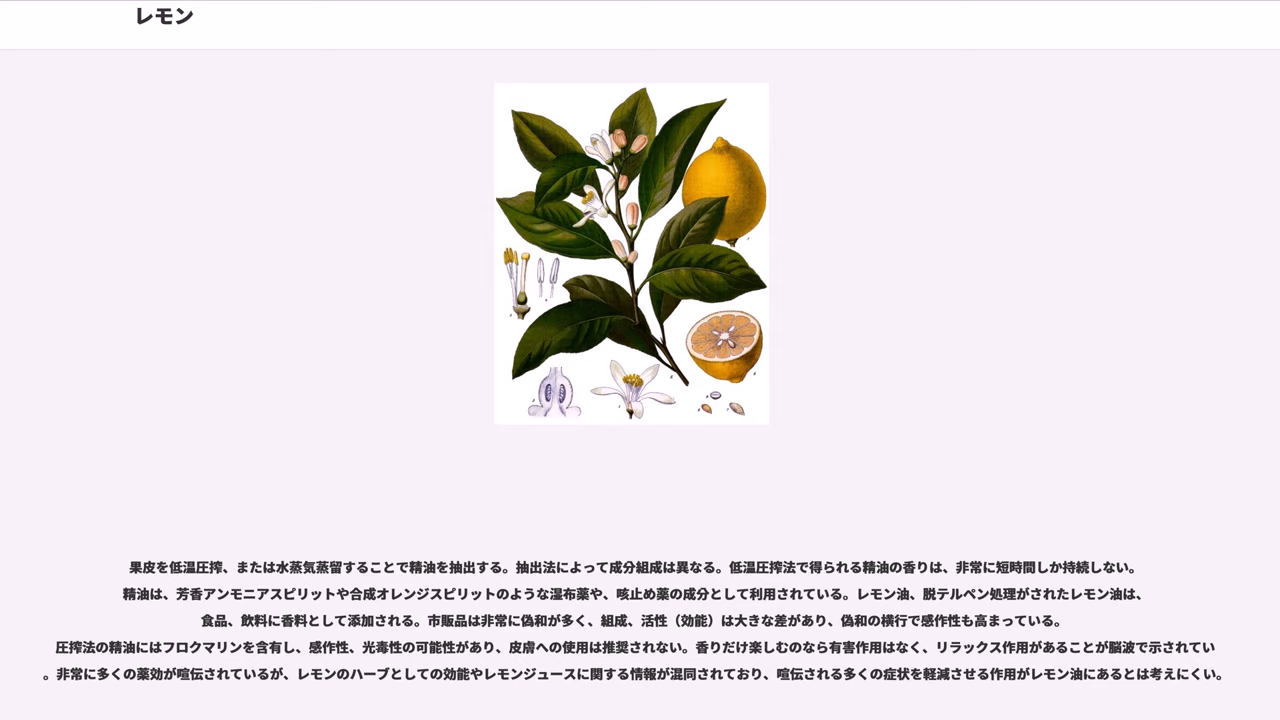 レモン
果皮を低温圧搾、または水蒸気蒸留することで精油を抽出する。抽出法によって成分組成は異なる。低温圧搾法で得られる精油の香りは、非常に短時間しか持続しない。
精油は、芳香アンモニアスピリットや合成オレンジスピリットのような湿布薬や、咳止め薬の成分として利用されている。レモン油、脱テルペン処理がされたレモン油は、
食品、飲料に香料として添加される。市販品は非常に偽和が多く、組成、活性（効能）は大きな差があり、偽和の横行で感作性も高まっている。
圧搾法の精油にはフロクマリンを含有し、感作性、光毒性の可能性があり、皮膚への使用は推奨されない。香りだけ楽しむのなら有害作用はなく、リラックス作用があることが脳波で示されてい
。非常に多くの薬効が喧伝されているが、レモンのハーブとしての効能やレモンジュースに関する情報が混同されており、喧伝される多くの症状を軽減させる作用がレモン油にあるとは考えにくい。